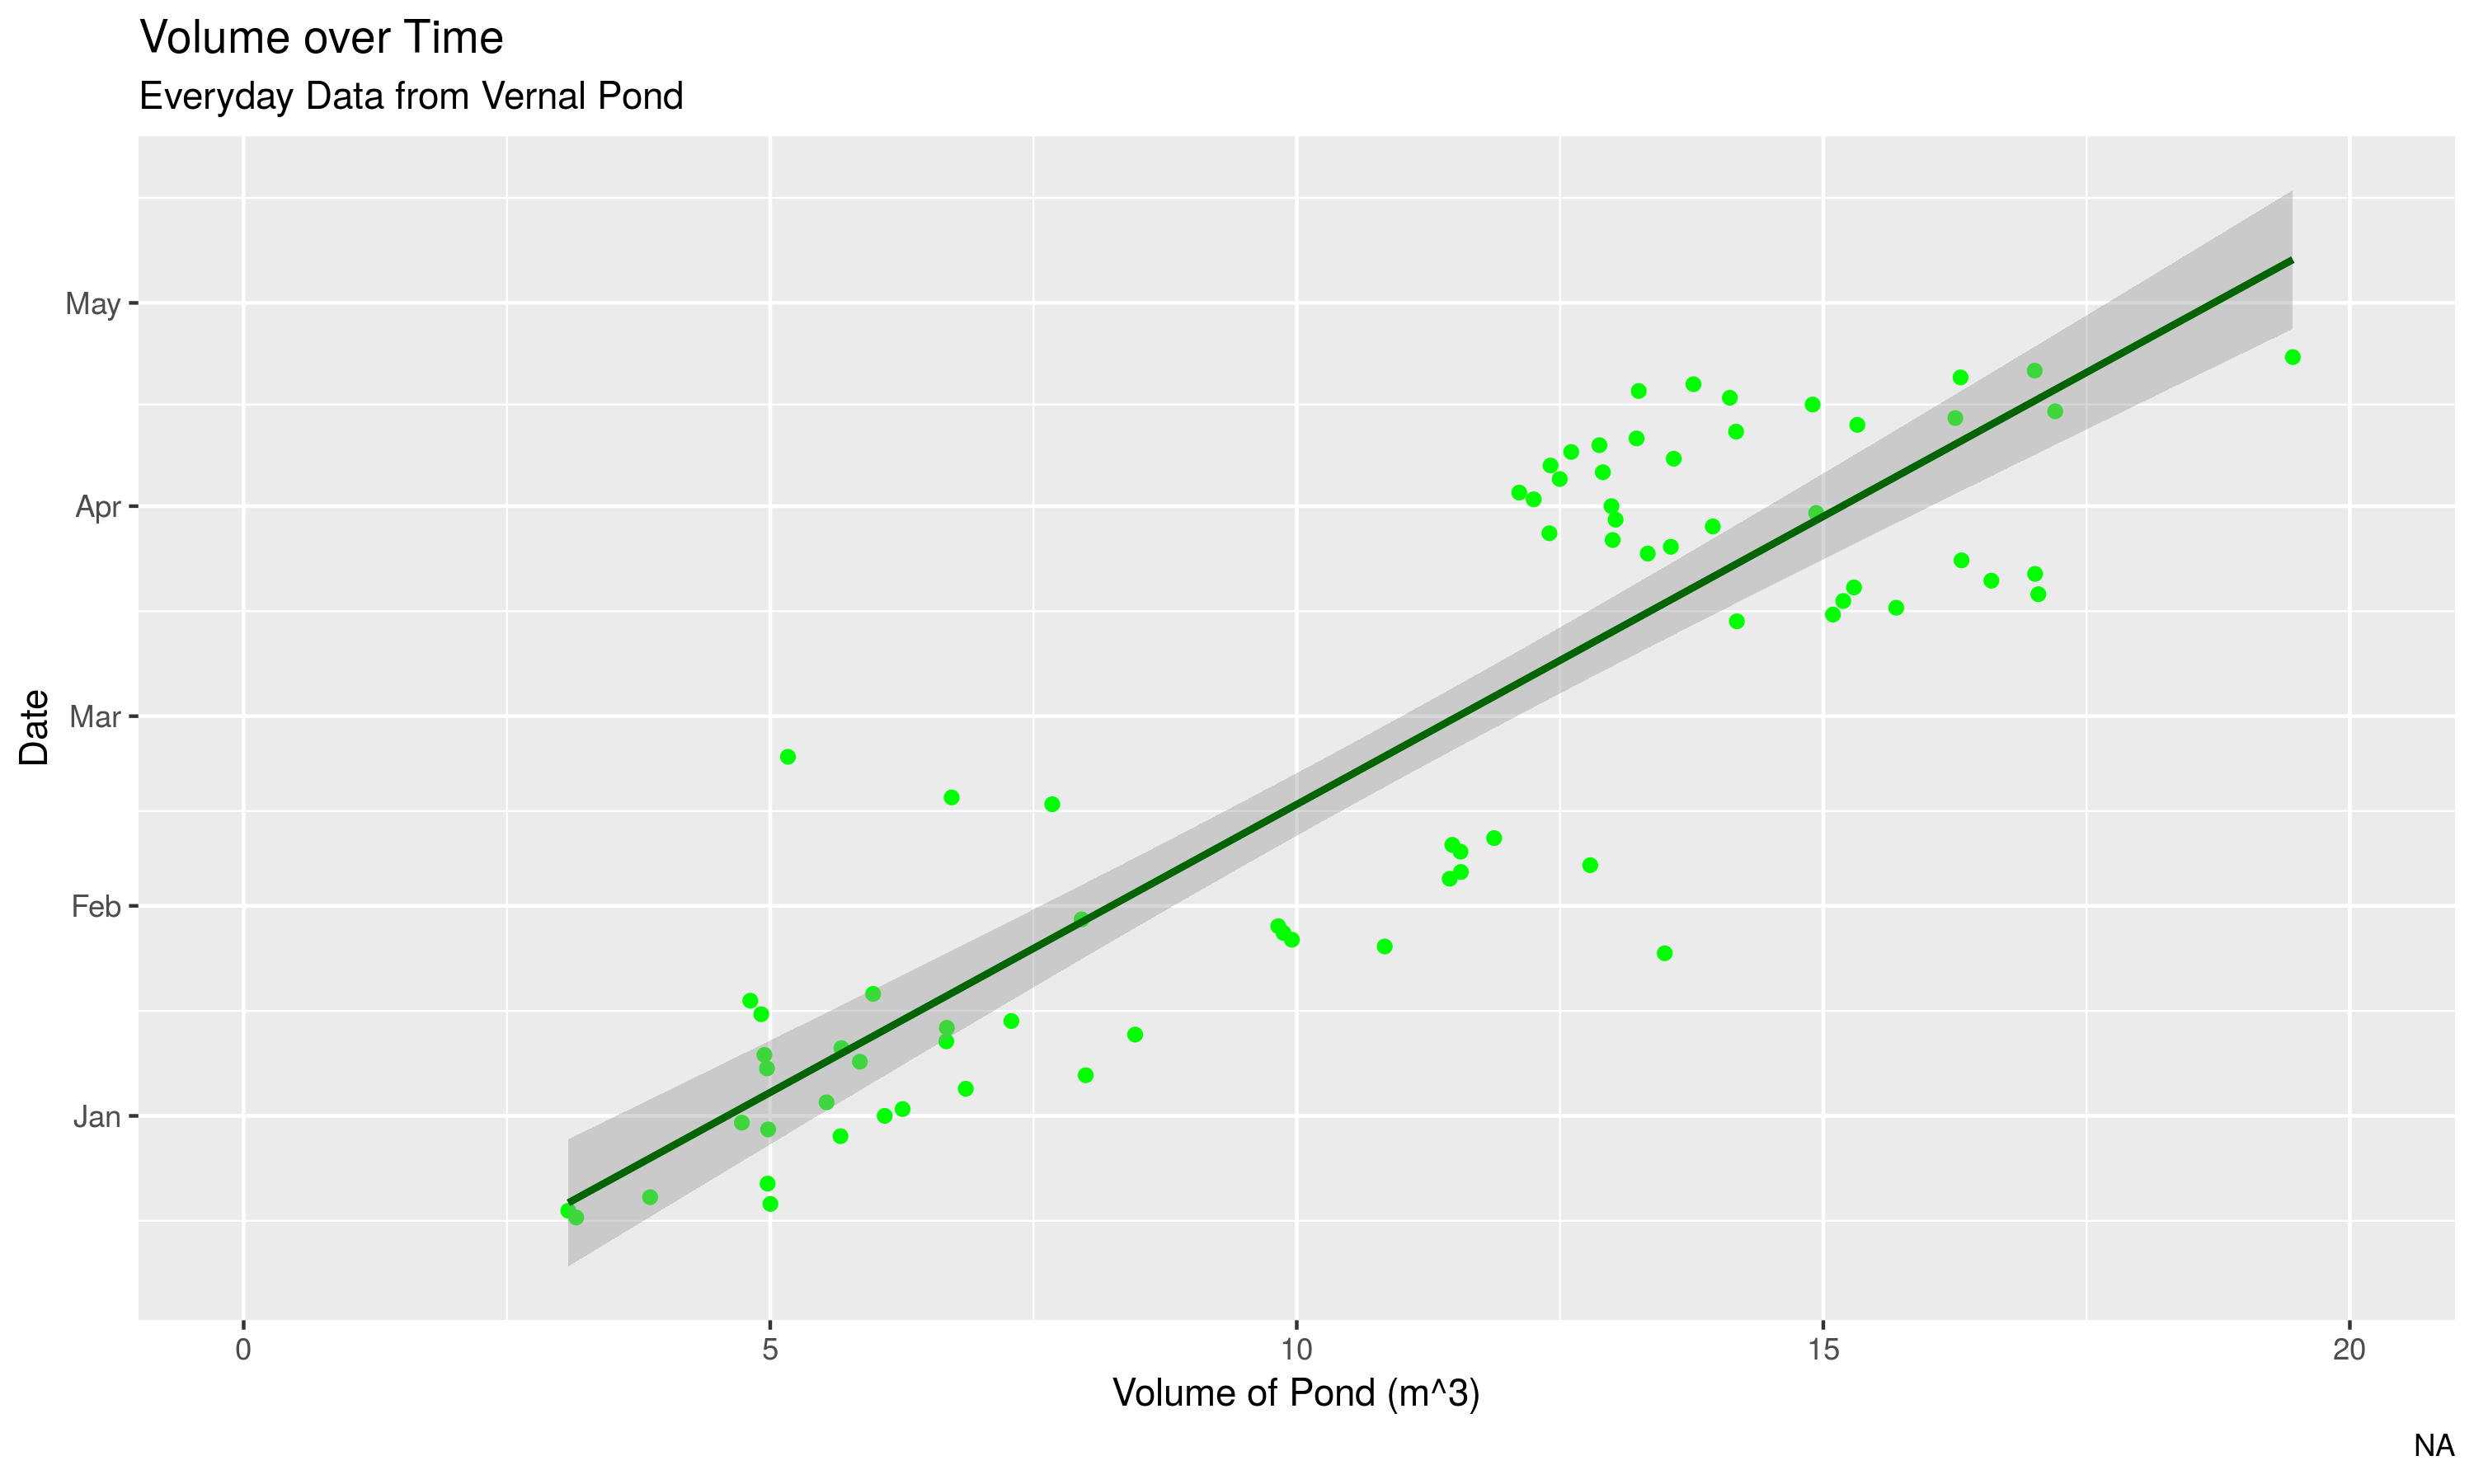 Volume over Time
Everyday Data from Vernal Pond
Date
May
Apr
Mar
Feb
Jan
0 5 10 15 20
Volume of Pond (m^3)
NA